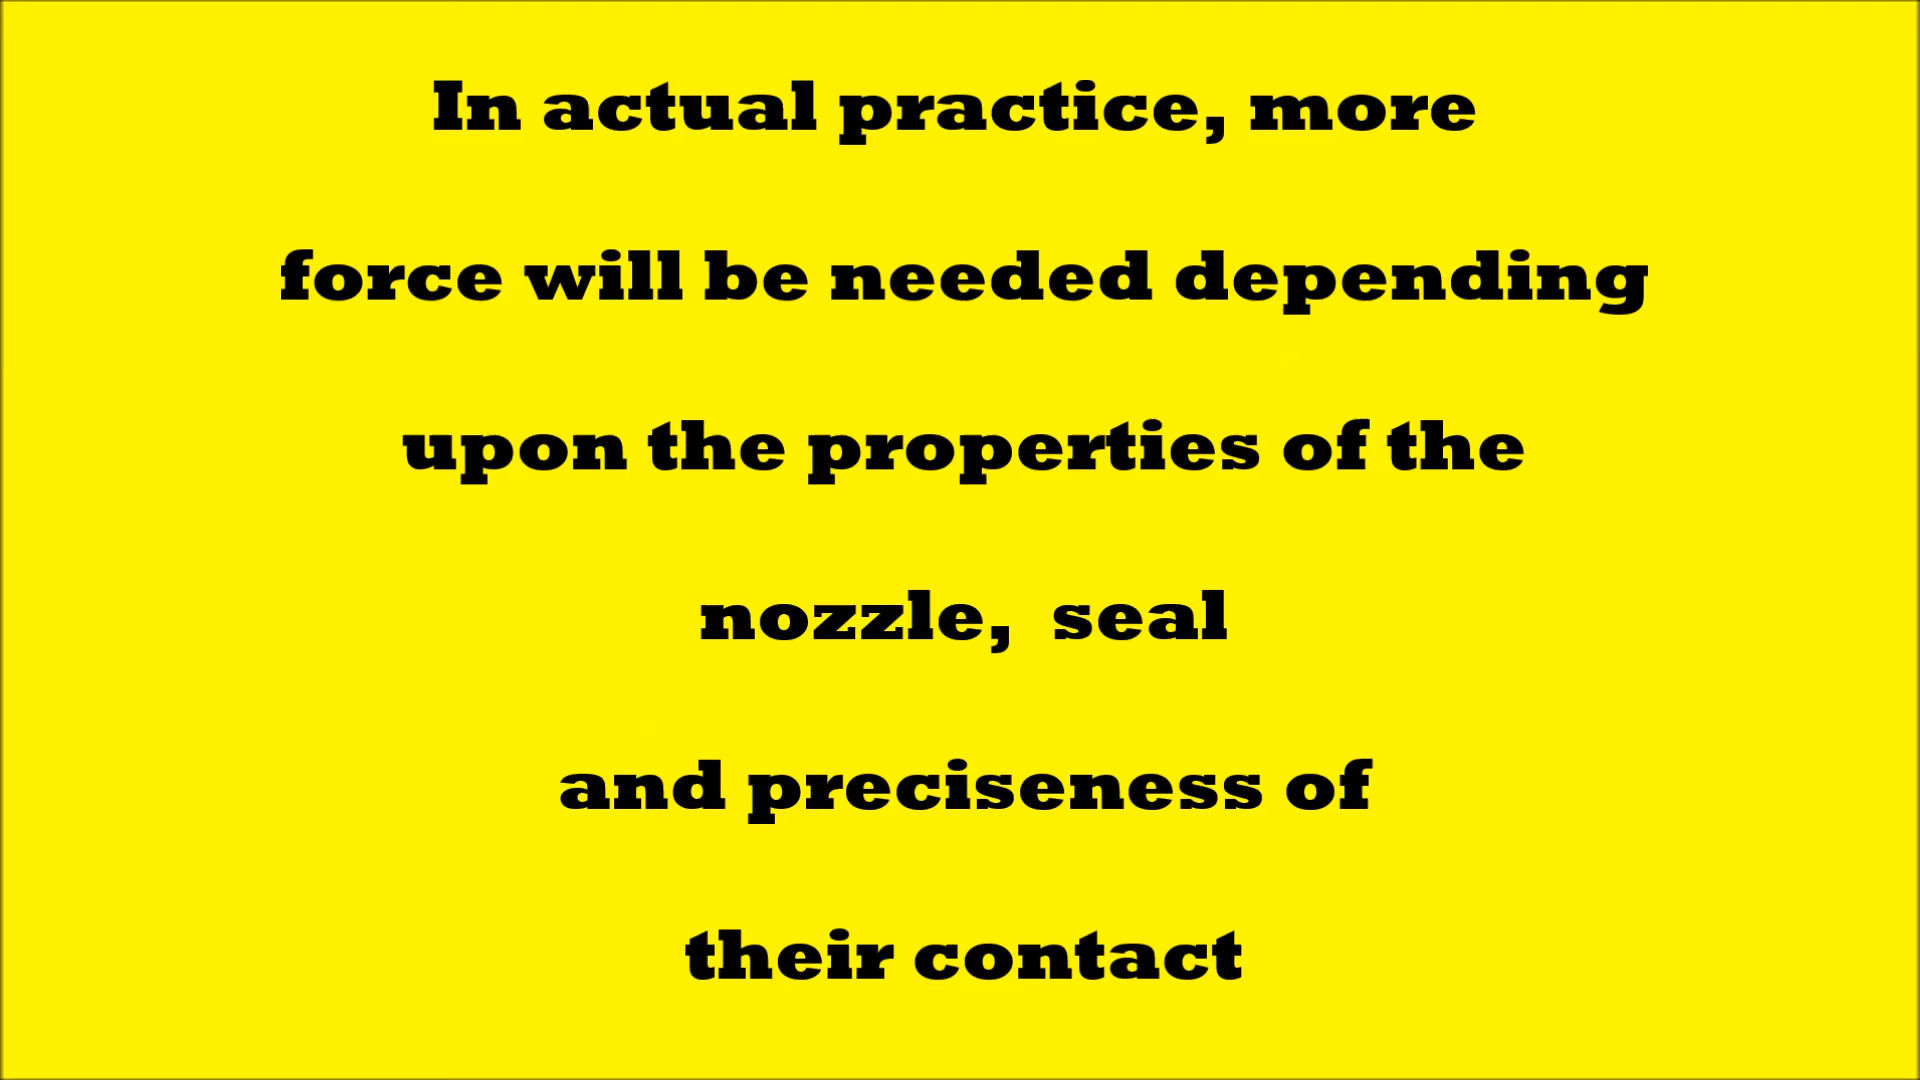 In actual practice, more
force will be needed depending
upon the properties of the
nozzle,  seal
and preciseness of
their contact